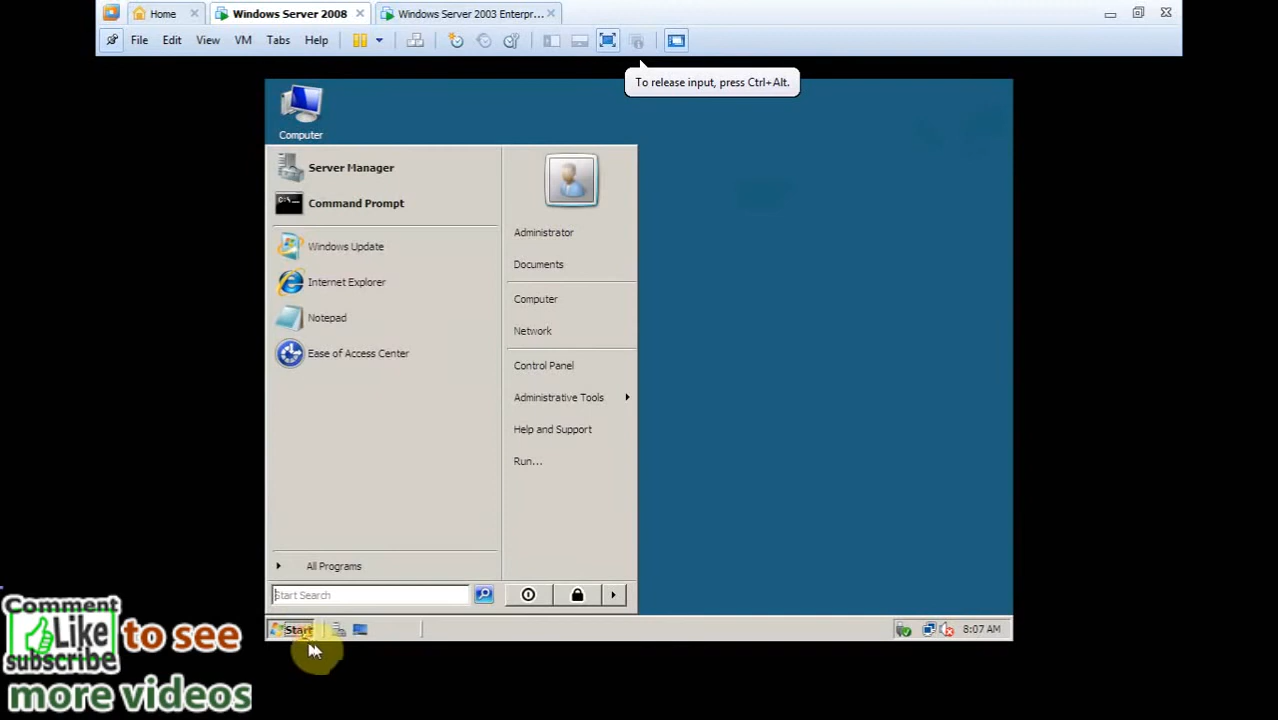 Home
Windows Server 2008
Windows Server 2003 Enterpr...
File Edit View VM Tabs Help
To release input, press Ctrl+Alt.
Computer
Server Manager
Command Prompt
Windows Update
Internet Explorer
Notepad
Ease of Access Center
All Programs
Start Search
Administrator
Documents
Computer
Network
Control Panel
Administrative Tools
Help and Support
Run...
Start
8:07 AM
Comment
Like
subscribe
to see
more videos